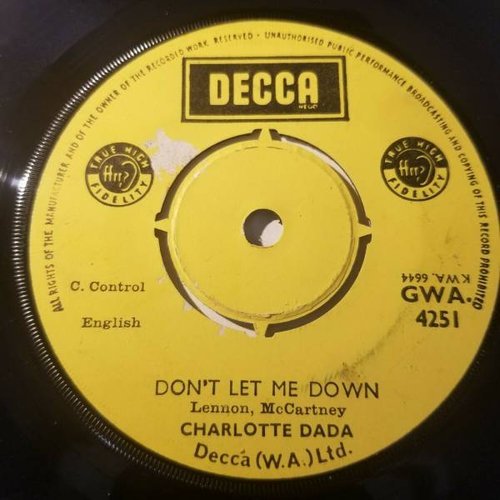 ALL RIGHTS OF THE MANUFACTURER AND OF THE OWNER OF THE RECORDED WORK RESERVED · UNAUTHORISED PUBLIC PERFORMANCE BROADCASTING AND COPYING OF THIS RECORD PROHIBITED
DECCA
TRUE HIGH FIDELITY
TRUE HIGH FIDELITY
KWA. 6644
C. Control
GWA.
4251
English
DON'T LET ME DOWN
Lennon, McCartney
CHARLOTTE DADA
Decca (W.A.) Ltd.